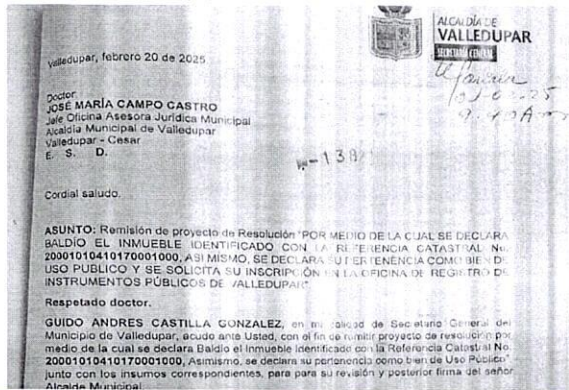 ALCALDÍA DE
VALLEDUPAR
SECRETARÍA GENERAL
Valledupar, febrero 20 de 2025
9:40Am
Doctor
JOSÉ MARÍA CAMPO CASTRO
Jefe Oficina Asesora Jurídica Municipal
Alcaldía Municipal de Valledupar
Valledupar - Cesar
E. S. D.
Cordial saludo.
ASUNTO: Remisión de proyecto de Resolución "POR MEDIO DE LA CUAL SE DECLARA
BALDÍO EL INMUEBLE IDENTIFICADO CON LA REFERENCIA CATASTRAL No.
20001010410170001000, ASI MISMO, SE DECLARA SU PERTENENCIA COMO BIEN DE
USO PUBLICO Y SE SOLICITA SU INSCRIPCIÓN EN LA OFICINA DE REGISTRO DE
INSTRUMENTOS PÚBLICOS DE VALLEDUPAR"
Respetado doctor.
GUIDO ANDRES CASTILLA GONZALEZ, en mi calidad de Secretario General del
Municipio de Valledupar, acudo ante Usted, con el fin de remitir proyecto de resolución por
medio de la cual se declara Baldío el Inmueble Identificado con la Referencia Catastral No.
20001010410170001000, Asimismo, se declara su pertenencia como bien de Uso Público",
junto con los insumos correspondientes, para para su revisión y posterior firma del señor
Alcalde Municipal.